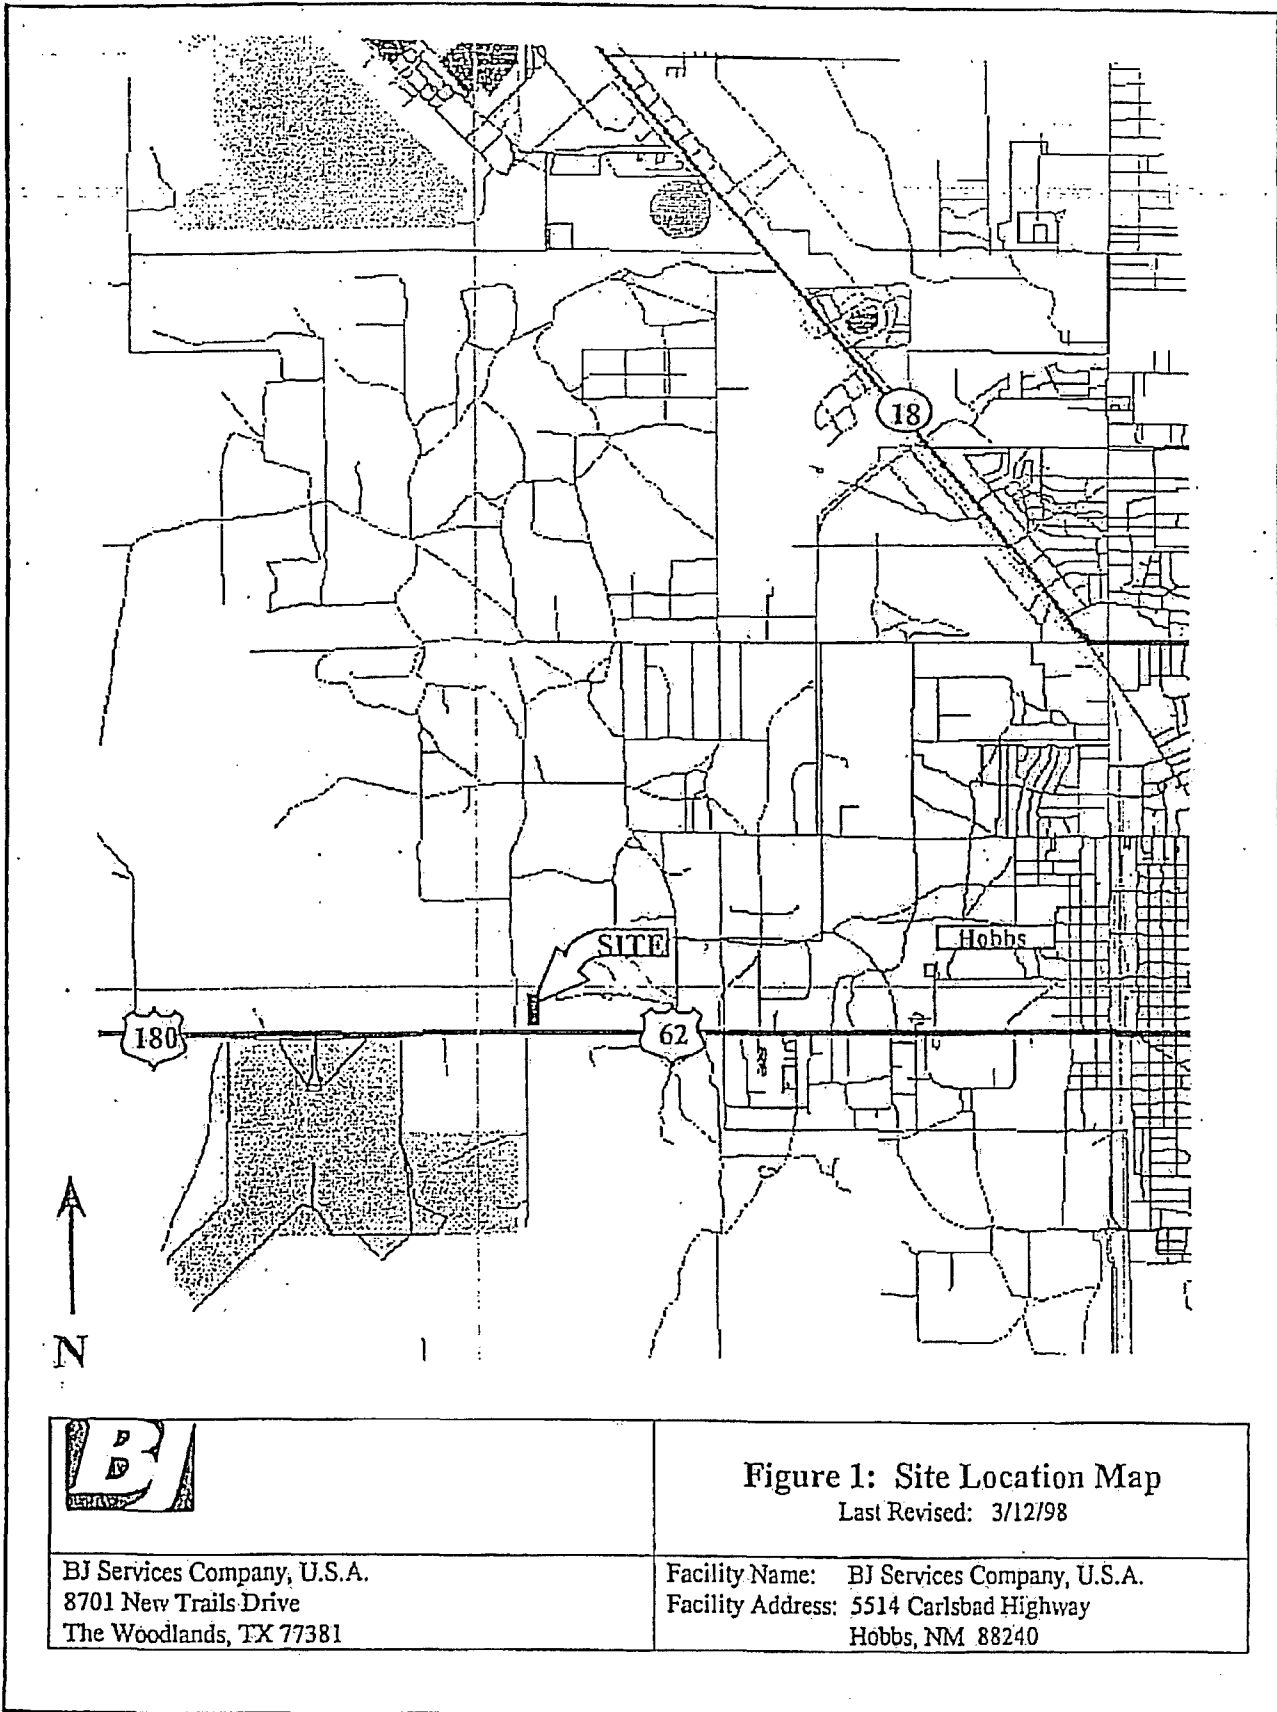 18
SITE
Hobbs
180
62
N
BJ
Figure 1: Site Location Map
Last Revised: 3/12/98
BJ Services Company, U.S.A.
8701 New Trails Drive
The Woodlands, TX 77381
Facility Name: BJ Services Company, U.S.A.
Facility Address: 5514 Carlsbad Highway
Hobbs, NM 88240